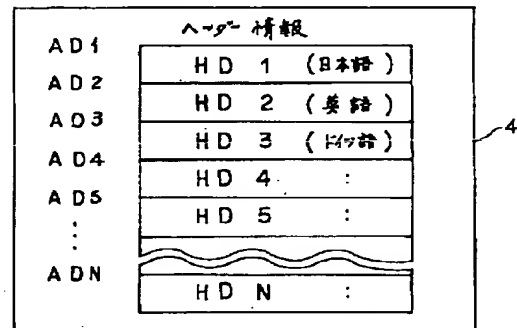 ヘーダー情報
AD1
HD 1 (日本語)
AD2
HD 2 (英語)
AD3
HD 3 (ドイツ語)
AD4
HD 4 :
AD5
HD 5 :
⋮
ADN
HD N :
4